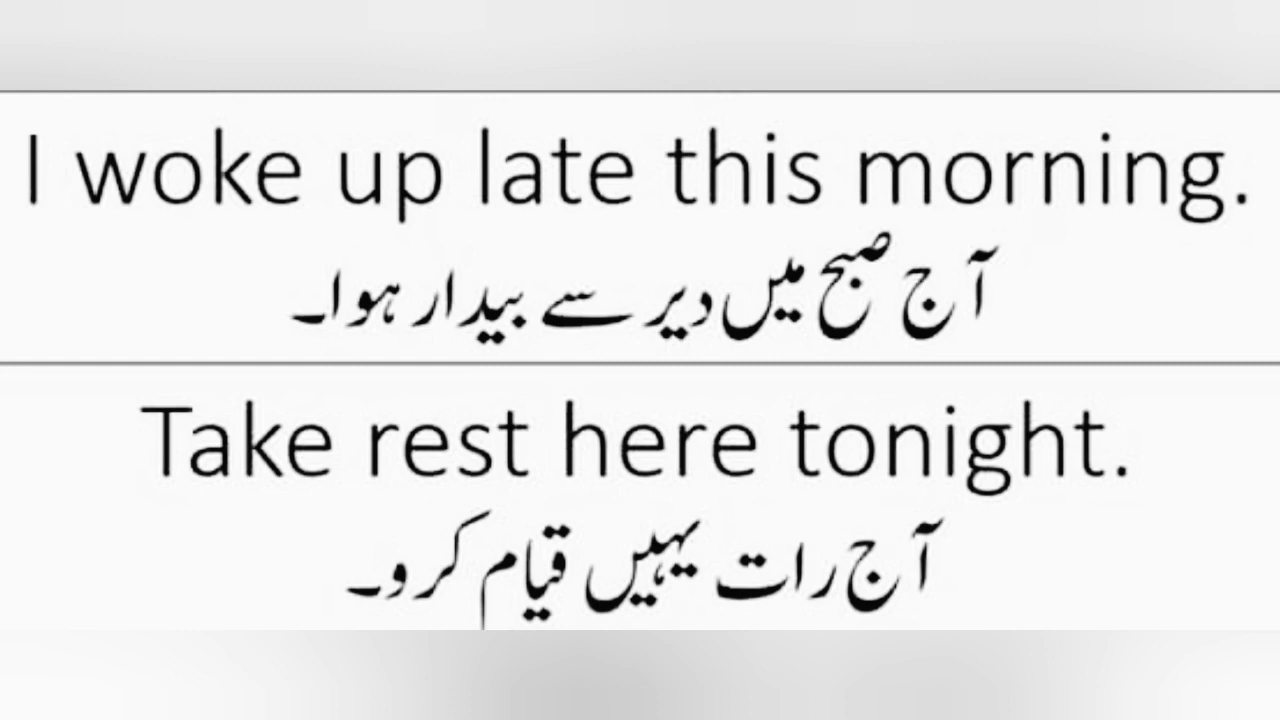 I woke up late this morning.
آج صبح میں دیر سے بیدار ہوا۔
Take rest here tonight.
آج رات یہیں قیام کرو۔